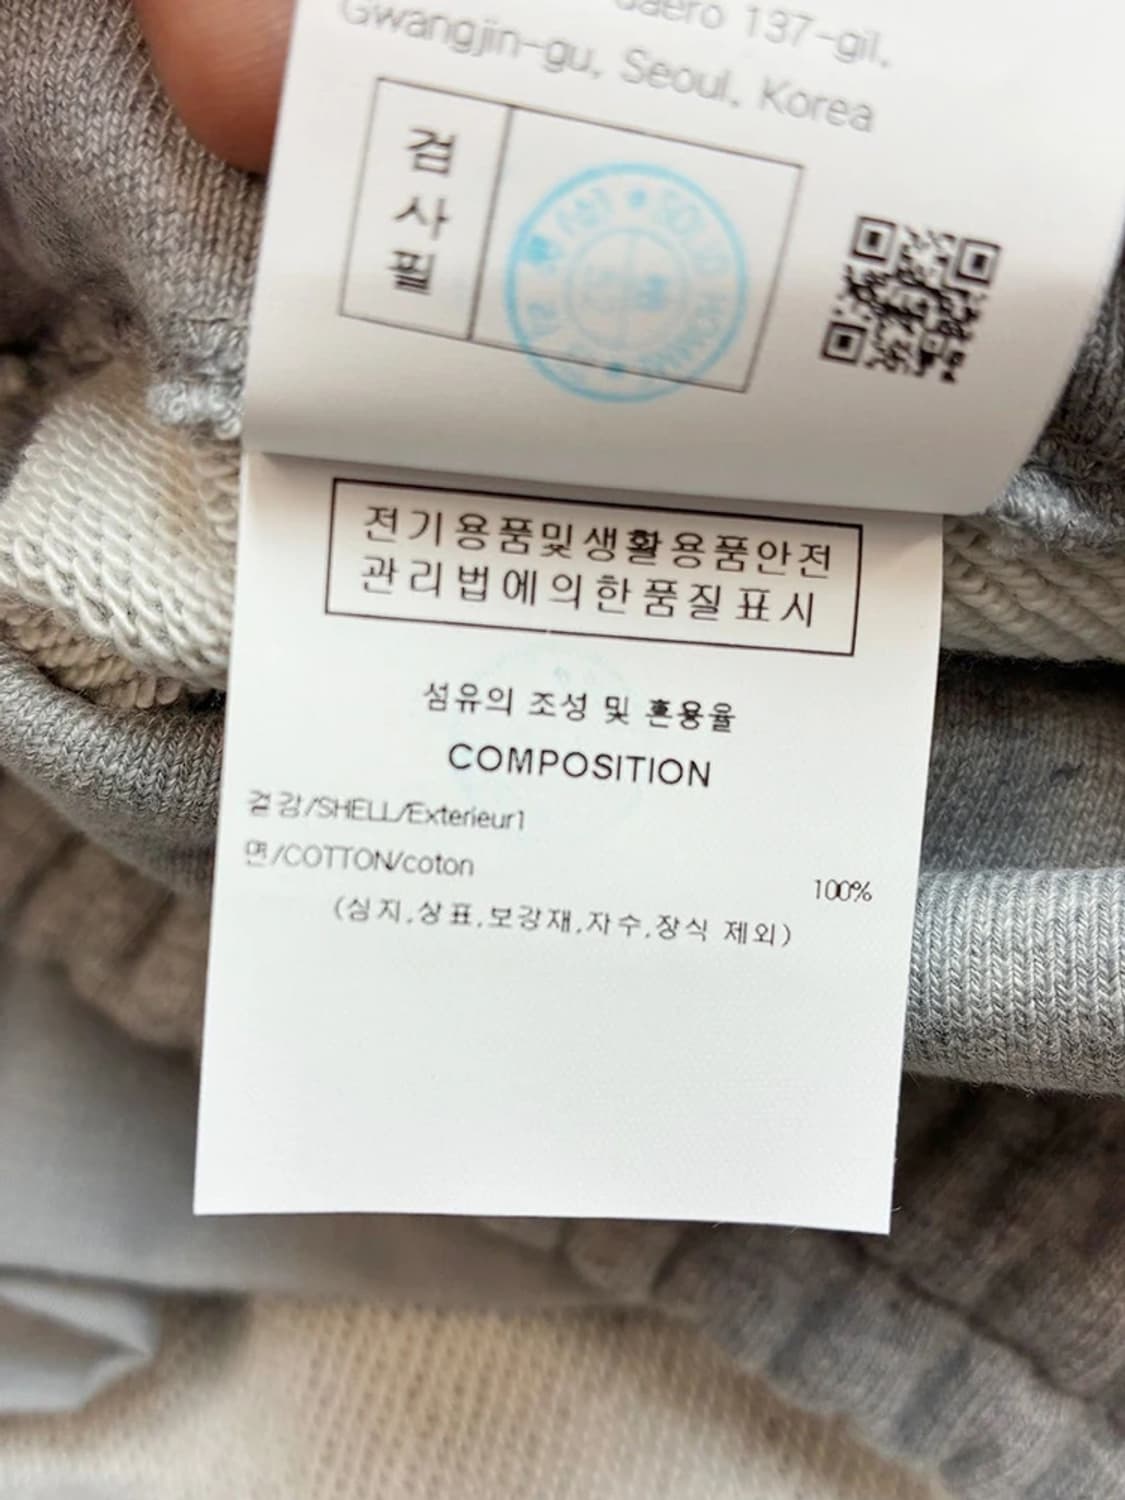 137-gil,
Gwangjin-gu, Seoul, Korea
검
사
필
전기용품및생활용품안전
관리법에의한품질표시
섬유의 조성 및 혼용율
COMPOSITION
겉감/SHELL/Exterieur1
면/COTTON/coton
100%
(심지,상표,보강재,자수,장식 제외)